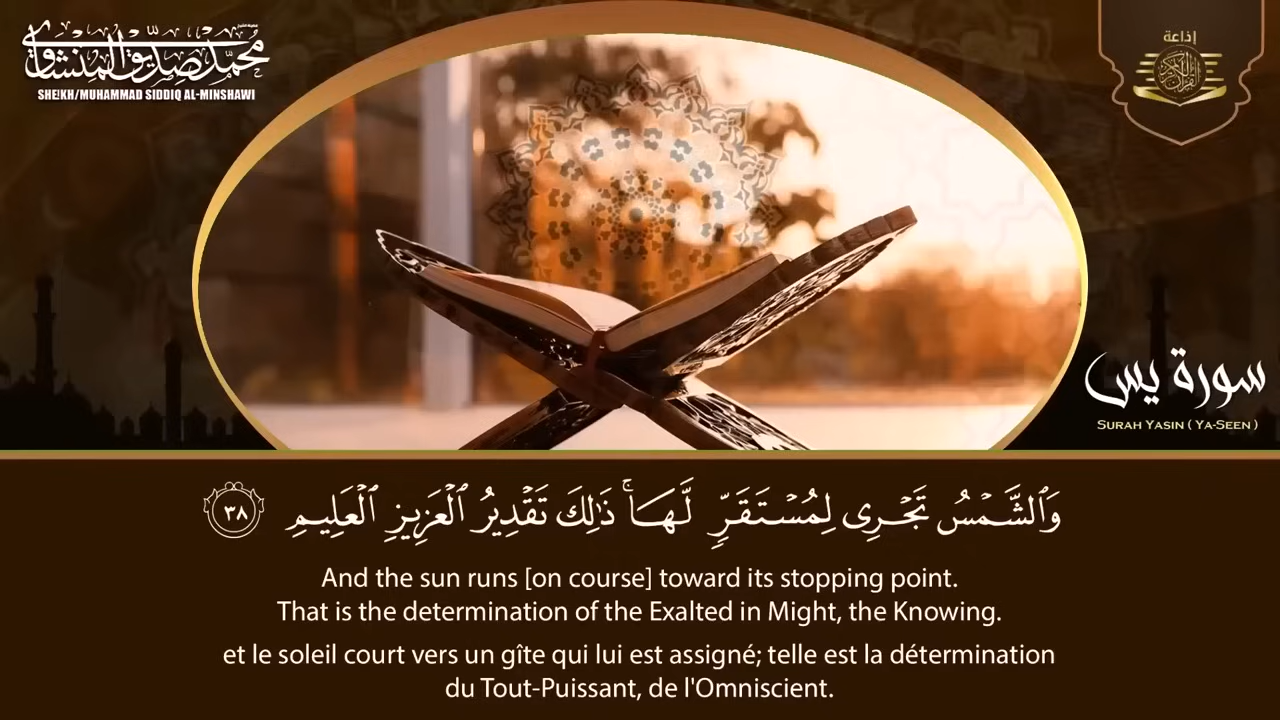 محمد صديق المنشاوي
SHEIKH/MUHAMMAD SIDDIQ AL-MINSHAWI
إذاعة
القرآن الكريم
سورة يس
SURAH YASIN ( YA-SEEN )
وَٱلشَّمْسُ تَجْرِى لِمُسْتَقَرٍّ لَّهَا ۚ ذَٰلِكَ تَقْدِيرُ ٱلْعَزِيزِ ٱلْعَلِيمِ ٣٨
And the sun runs [on course] toward its stopping point.
That is the determination of the Exalted in Might, the Knowing.
et le soleil court vers un gîte qui lui est assigné; telle est la détermination
du Tout-Puissant, de l'Omniscient.